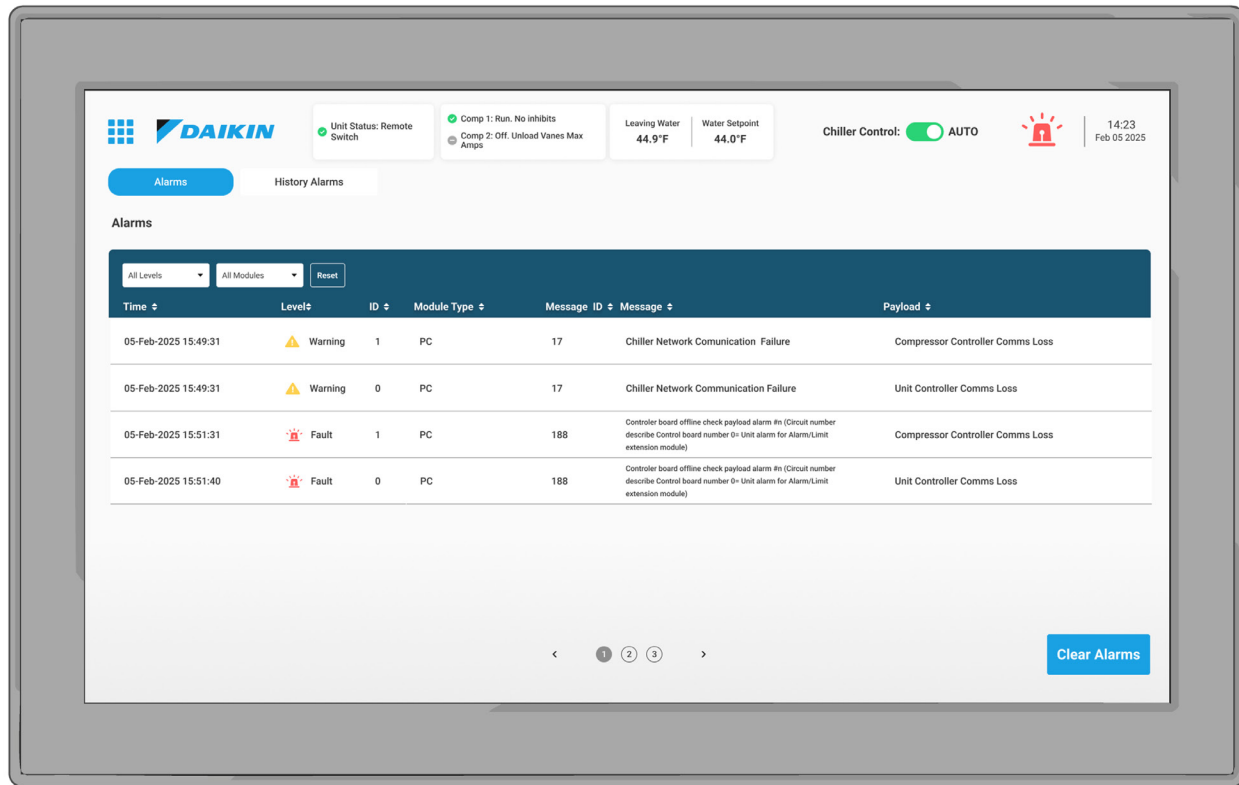 DAIKIN
Unit Status: Remote
Switch
Comp 1: Run. No inhibits
Comp 2: Off. Unload Vanes Max
Amps
Leaving Water
44.9°F
Water Setpoint
44.0°F
Chiller Control: AUTO
14:23
Feb 05 2025
Alarms
History Alarms
Alarms
All Levels
All Modules
Reset
Time Level ID Module Type Message ID Message Payload
05-Feb-2025 15:49:31 Warning 1 PC 17 Chiller Network Comunication Failure Compressor Controller Comms Loss
05-Feb-2025 15:49:31 Warning 0 PC 17 Chiller Network Communication Failure Unit Controller Comms Loss
05-Feb-2025 15:51:31 Fault 1 PC 188
Controler board offline check payload alarm #n (Circuit number
describe Control board number 0= Unit alarm for Alarm/Limit
extension module)
Compressor Controller Comms Loss
05-Feb-2025 15:51:40 Fault 0 PC 188
Controler board offline check payload alarm #n (Circuit number
describe Control board number 0= Unit alarm for Alarm/Limit
extension module)
Unit Controller Comms Loss
‹ 1 2 3 ›
Clear Alarms